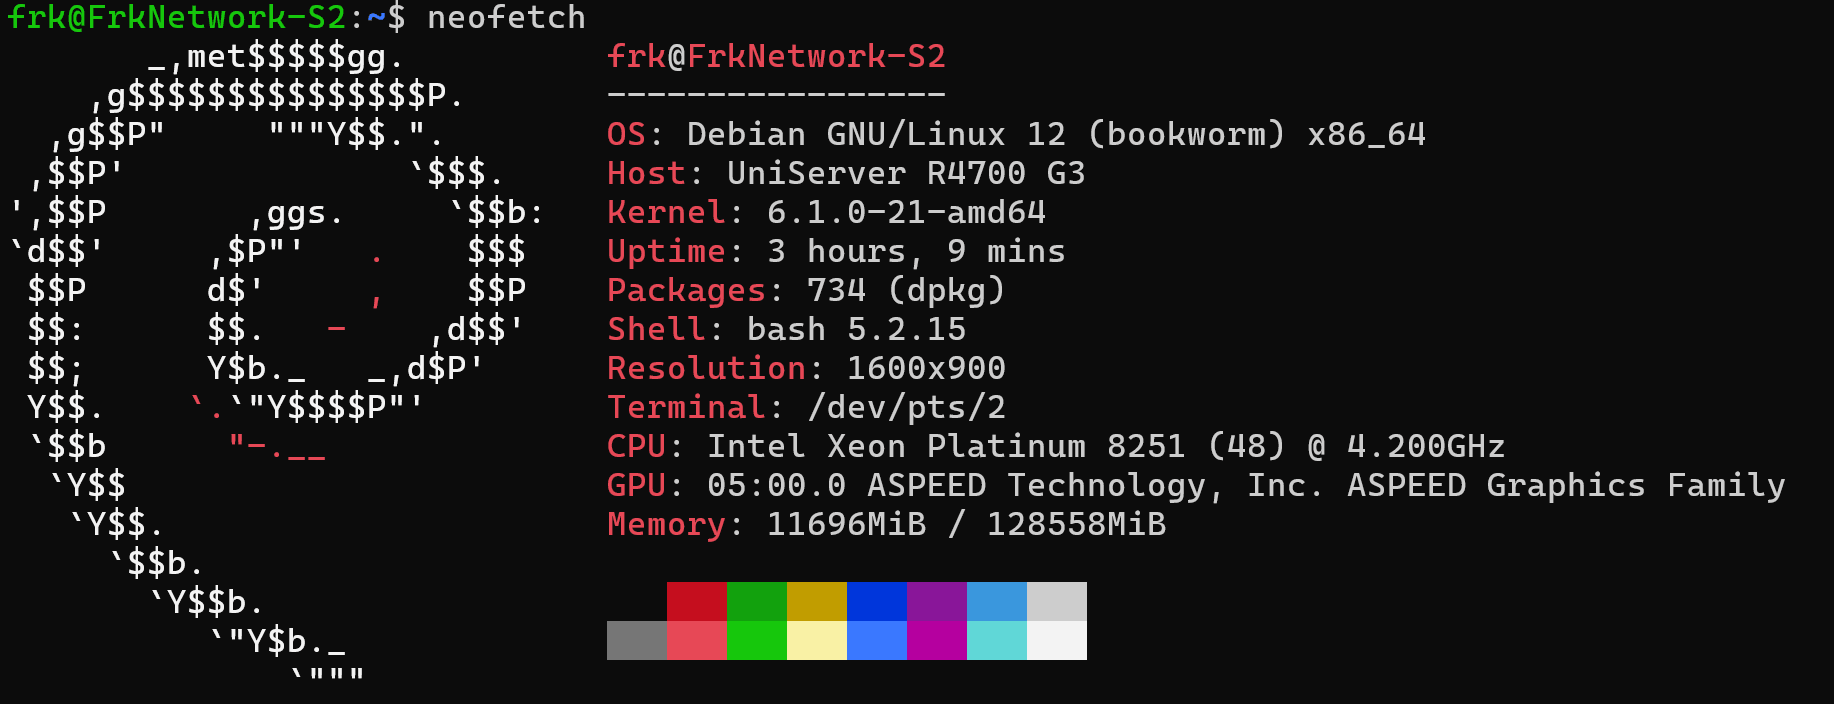 frk@FrkNetwork-S2:~$ neofetch
       _,met$$$$$gg.          frk@FrkNetwork-S2
    ,g$$$$$$$$$$$$$$$P.       -----------------
  ,g$$P"     """Y$$.".        OS: Debian GNU/Linux 12 (bookworm) x86_64
 ,$$P'              `$$$.     Host: UniServer R4700 G3
',$$P       ,ggs.     `$$b:   Kernel: 6.1.0-21-amd64
`d$$'     ,$P"'   .    $$$    Uptime: 3 hours, 9 mins
 $$P      d$'     ,    $$P    Packages: 734 (dpkg)
 $$:      $$.   -    ,d$$'    Shell: bash 5.2.15
 $$;      Y$b._   _,d$P'      Resolution: 1600x900
 Y$$.    `.`"Y$$$$P"'         Terminal: /dev/pts/2
 `$$b      "-.__              CPU: Intel Xeon Platinum 8251 (48) @ 4.200GHz
  `Y$$                        GPU: 05:00.0 ASPEED Technology, Inc. ASPEED Graphics Family
   `Y$$.                      Memory: 11696MiB / 128558MiB
     `$$b.
       `Y$$b.
          `"Y$b._
              `"""